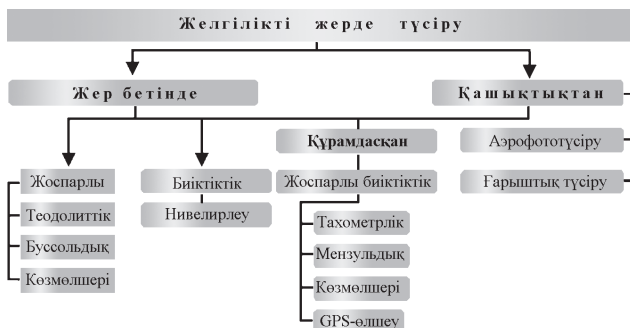 Желгілікті жерде түсіру
Жер бетінде
Қашықтықтан
Құрамдасқан
Аэрофототүсіру
Жоспарлы
Биіктіктік
Жоспарлы биіктіктік
Ғарыштық түсіру
Теодолиттік
Нивелирлеу
Буссольдық
Көзмөлшері
Тахометрлік
Мензульдық
Көзмөлшері
GPS-өлшеу